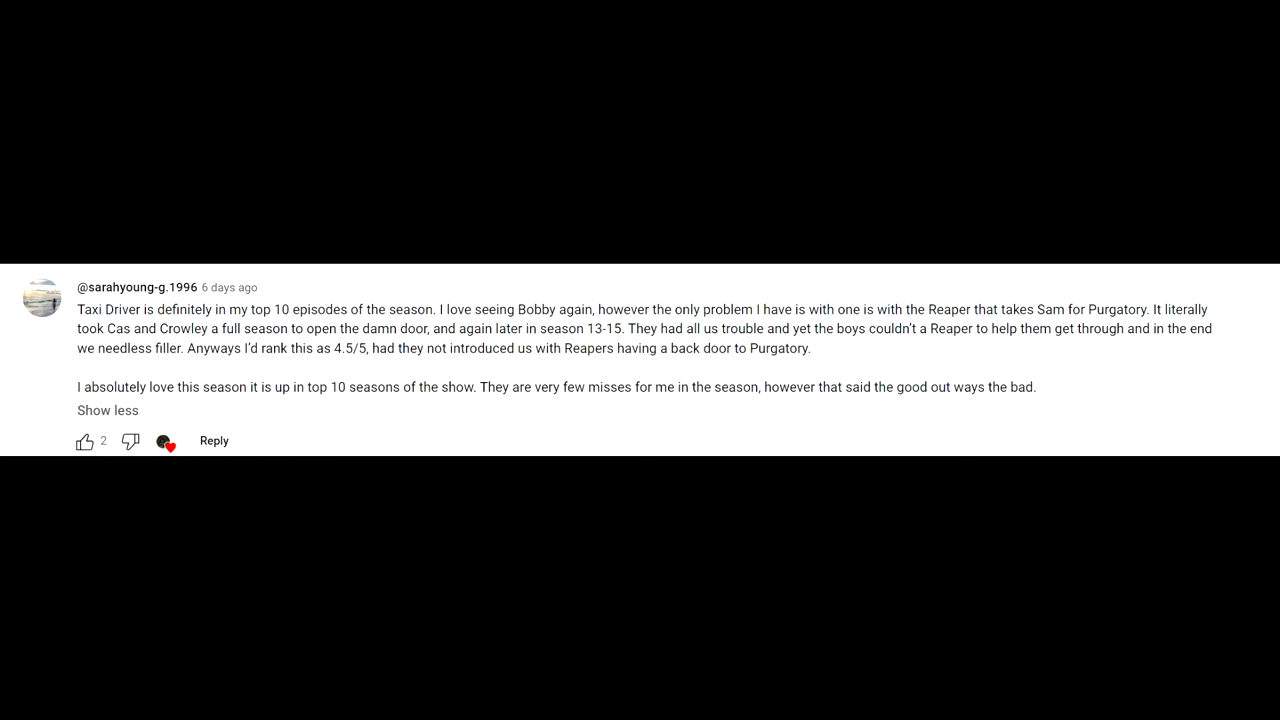 @sarahyoung-g.1996 6 days ago
Taxi Driver is definitely in my top 10 episodes of the season. I love seeing Bobby again, however the only problem I have is with one is with the Reaper that takes Sam for Purgatory. It literally
took Cas and Crowley a full season to open the damn door, and again later in season 13-15. They had all us trouble and yet the boys couldn’t a Reaper to help them get through and in the end
we needless filler. Anyways I’d rank this as 4.5/5, had they not introduced us with Reapers having a back door to Purgatory.
I absolutely love this season it is up in top 10 seasons of the show. They are very few misses for me in the season, however that said the good out ways the bad.
Show less
2 Reply